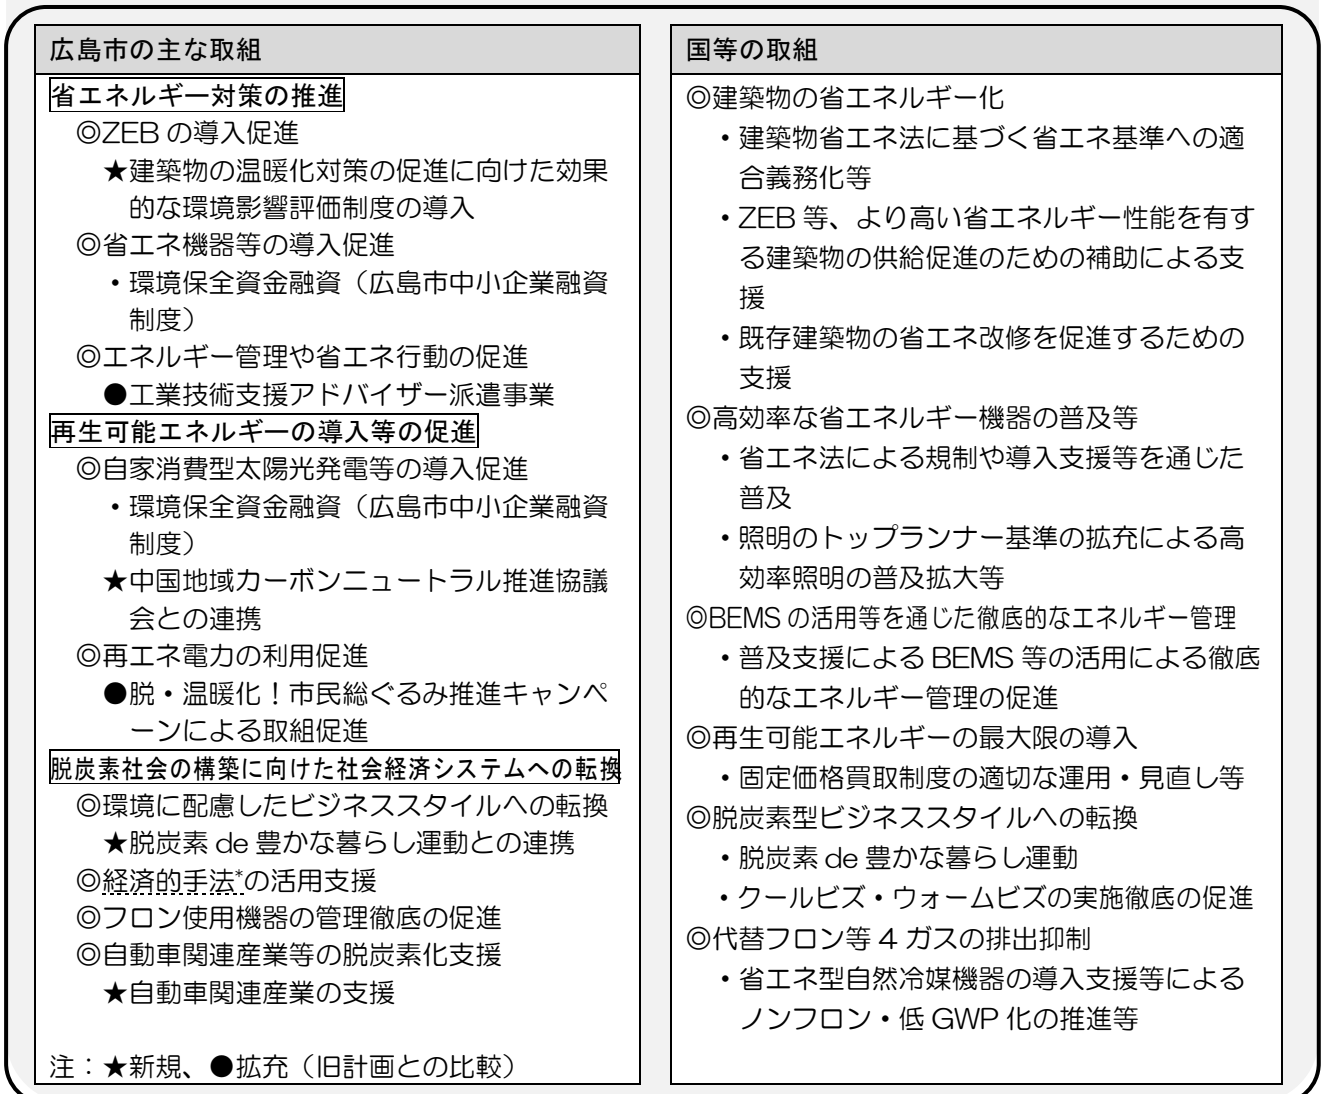 広島市の主な取組
省エネルギー対策の推進
◎ZEB の導入促進
★建築物の温暖化対策の促進に向けた効果
的な環境影響評価制度の導入
◎省エネ機器等の導入促進
・環境保全資金融資（広島市中小企業融資
制度）
◎エネルギー管理や省エネ行動の促進
●工業技術支援アドバイザー派遣事業
再生可能エネルギーの導入等の促進
◎自家消費型太陽光発電等の導入促進
・環境保全資金融資（広島市中小企業融資
制度）
★中国地域カーボンニュートラル推進協議
会との連携
◎再エネ電力の利用促進
●脱・温暖化！市民総ぐるみ推進キャンペ
ーンによる取組促進
脱炭素社会の構築に向けた社会経済システムへの転換
◎環境に配慮したビジネススタイルへの転換
★脱炭素 de 豊かな暮らし運動との連携
◎経済的手法*の活用支援
◎フロン使用機器の管理徹底の促進
◎自動車関連産業等の脱炭素化支援
★自動車関連産業の支援
注：★新規、●拡充（旧計画との比較）
国等の取組
◎建築物の省エネルギー化
・建築物省エネ法に基づく省エネ基準への適
合義務化等
・ZEB 等、より高い省エネルギー性能を有す
る建築物の供給促進のための補助による支
援
・既存建築物の省エネ改修を促進するための
支援
◎高効率な省エネルギー機器の普及等
・省エネ法による規制や導入支援等を通じた
普及
・照明のトップランナー基準の拡充による高
効率照明の普及拡大等
◎BEMS の活用等を通じた徹底的なエネルギー管理
・普及支援による BEMS 等の活用による徹底
的なエネルギー管理の促進
◎再生可能エネルギーの最大限の導入
・固定価格買取制度の適切な運用・見直し等
◎脱炭素型ビジネススタイルへの転換
・脱炭素 de 豊かな暮らし運動
・クールビズ・ウォームビズの実施徹底の促進
◎代替フロン等 4 ガスの排出抑制
・省エネ型自然冷媒機器の導入支援等による
ノンフロン・低 GWP 化の推進等